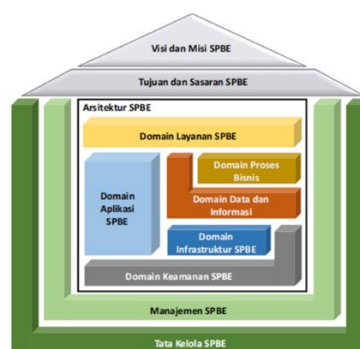 Visi dan Misi SPBE
Tujuan dan Sasaran SPBE
Arsitektur SPBE
Domain Layanan SPBE
Domain Proses
Bisnis
Domain
Aplikasi
SPBE
Domain Data dan
Informasi
Domain
Infrastruktur SPBE
Domain Keamanan SPBE
Manajemen SPBE
Tata Kelola SPBE